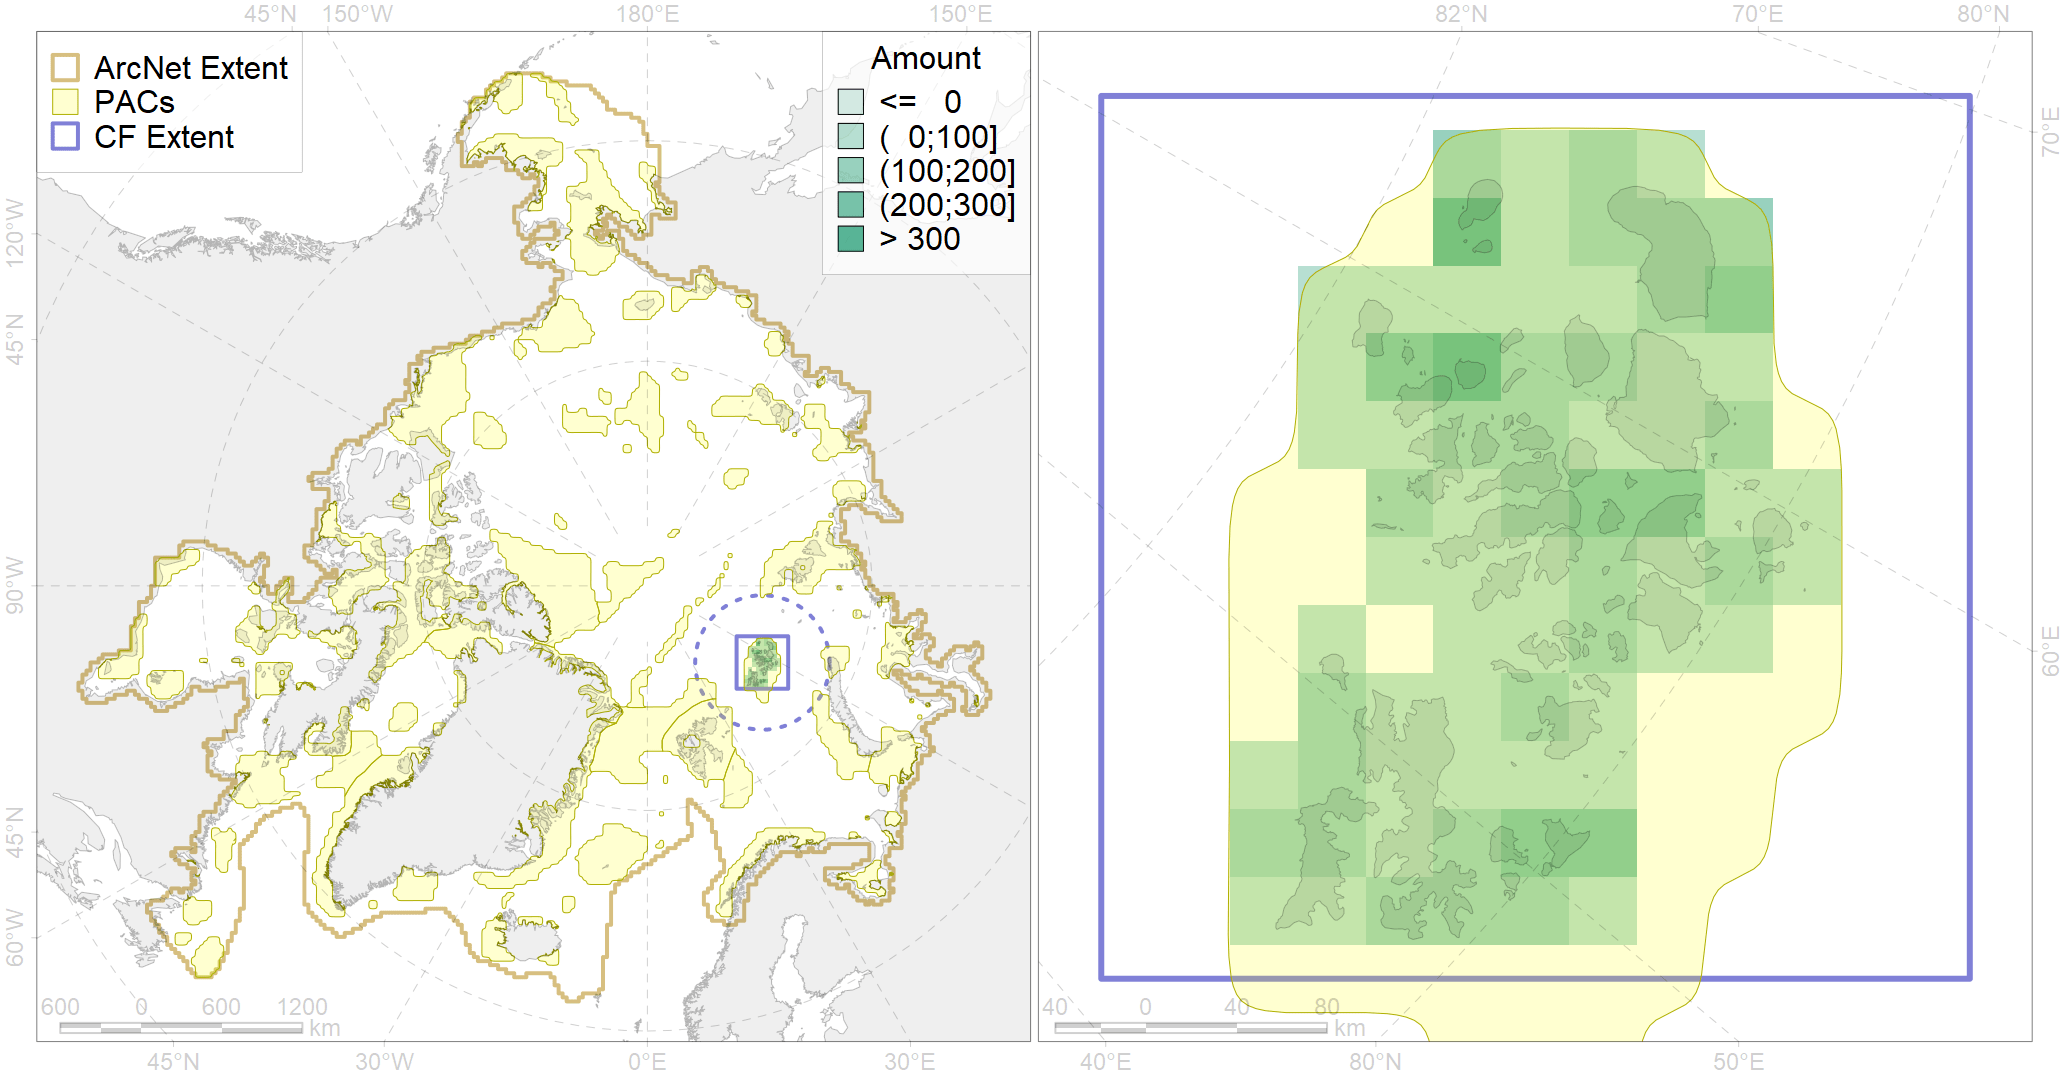 45°N 150°W 180°E 150°E 82°N 70°E 80°N
ArcNet Extent
PACs
CF Extent
Amount
<= 0
( 0;100]
(100;200]
(200;300]
> 300
120°W
45°N
90°W
45°N
60°W
70°E
60°E
600 0 600 1200
km
40 0 40 80
km
45°N 30°W 0°E 30°E 40°E 80°N 50°E